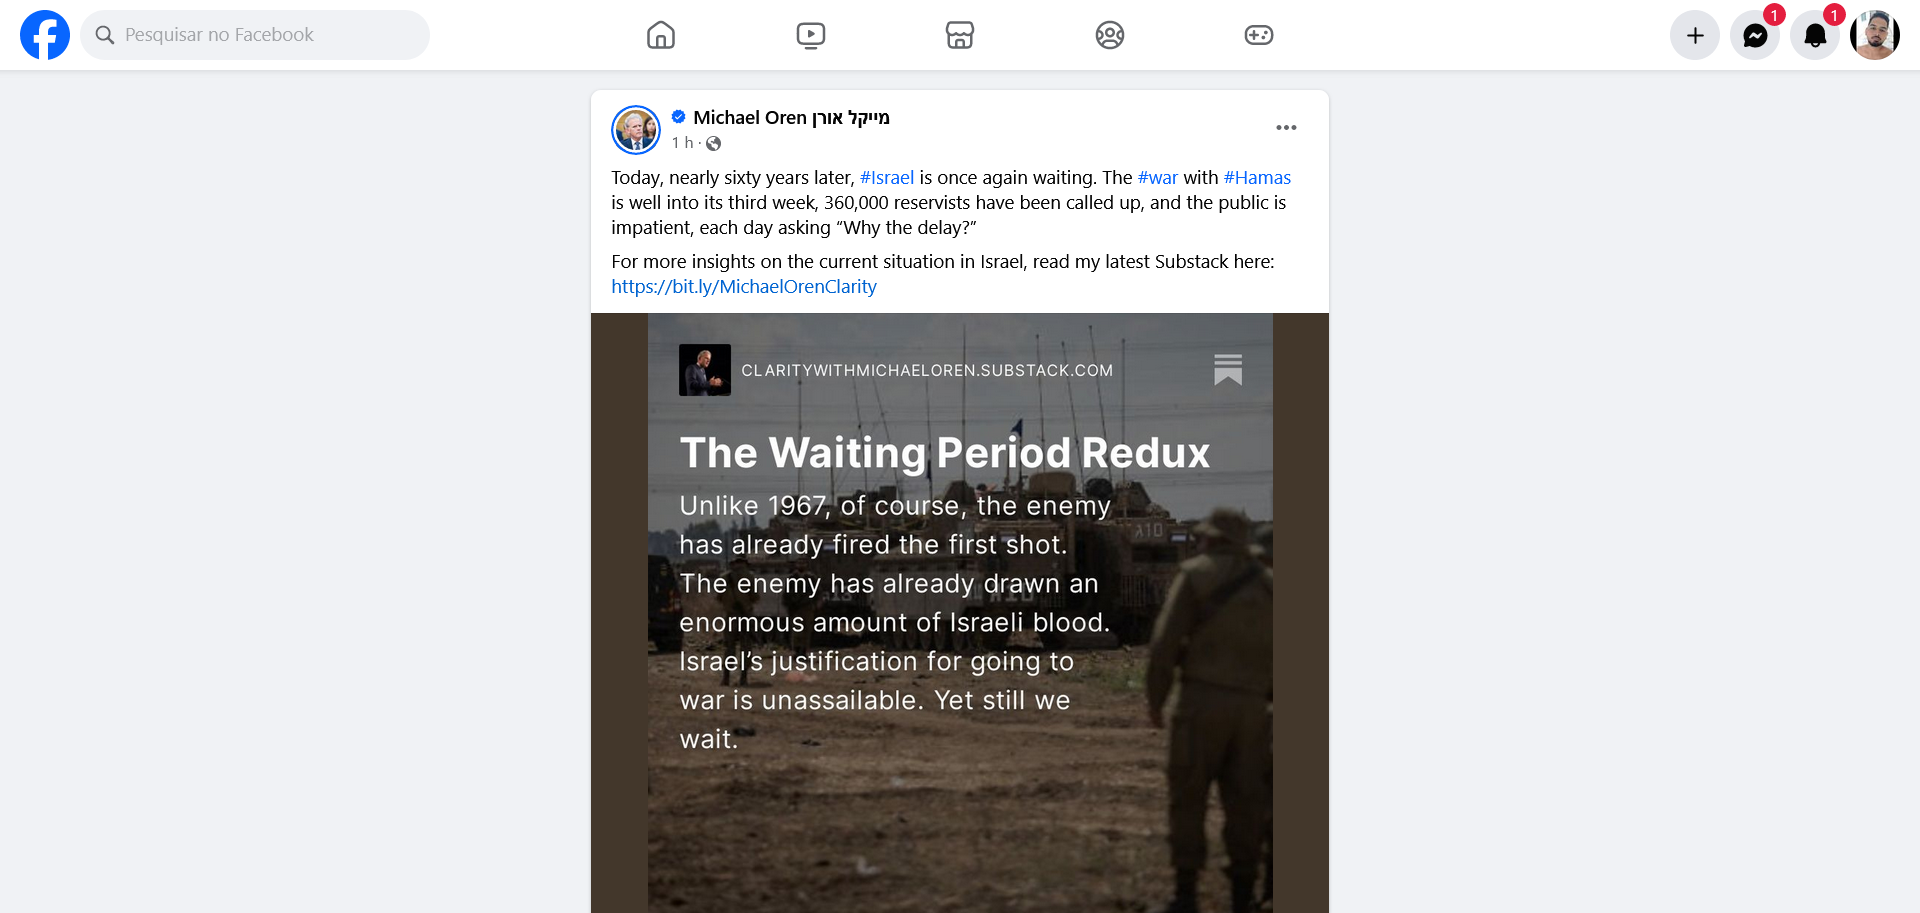 Pesquisar no Facebook
1
1
Michael Oren מייקל אורן
1 h ·
Today, nearly sixty years later, #Israel is once again waiting. The #war with #Hamas
is well into its third week, 360,000 reservists have been called up, and the public is
impatient, each day asking “Why the delay?”
For more insights on the current situation in Israel, read my latest Substack here:
https://bit.ly/MichaelOrenClarity
CLARITYWITHMICHAELOREN.SUBSTACK.COM
The Waiting Period Redux
Unlike 1967, of course, the enemy
has already fired the first shot.
The enemy has already drawn an
enormous amount of Israeli blood.
Israel’s justification for going to
war is unassailable. Yet still we
wait.